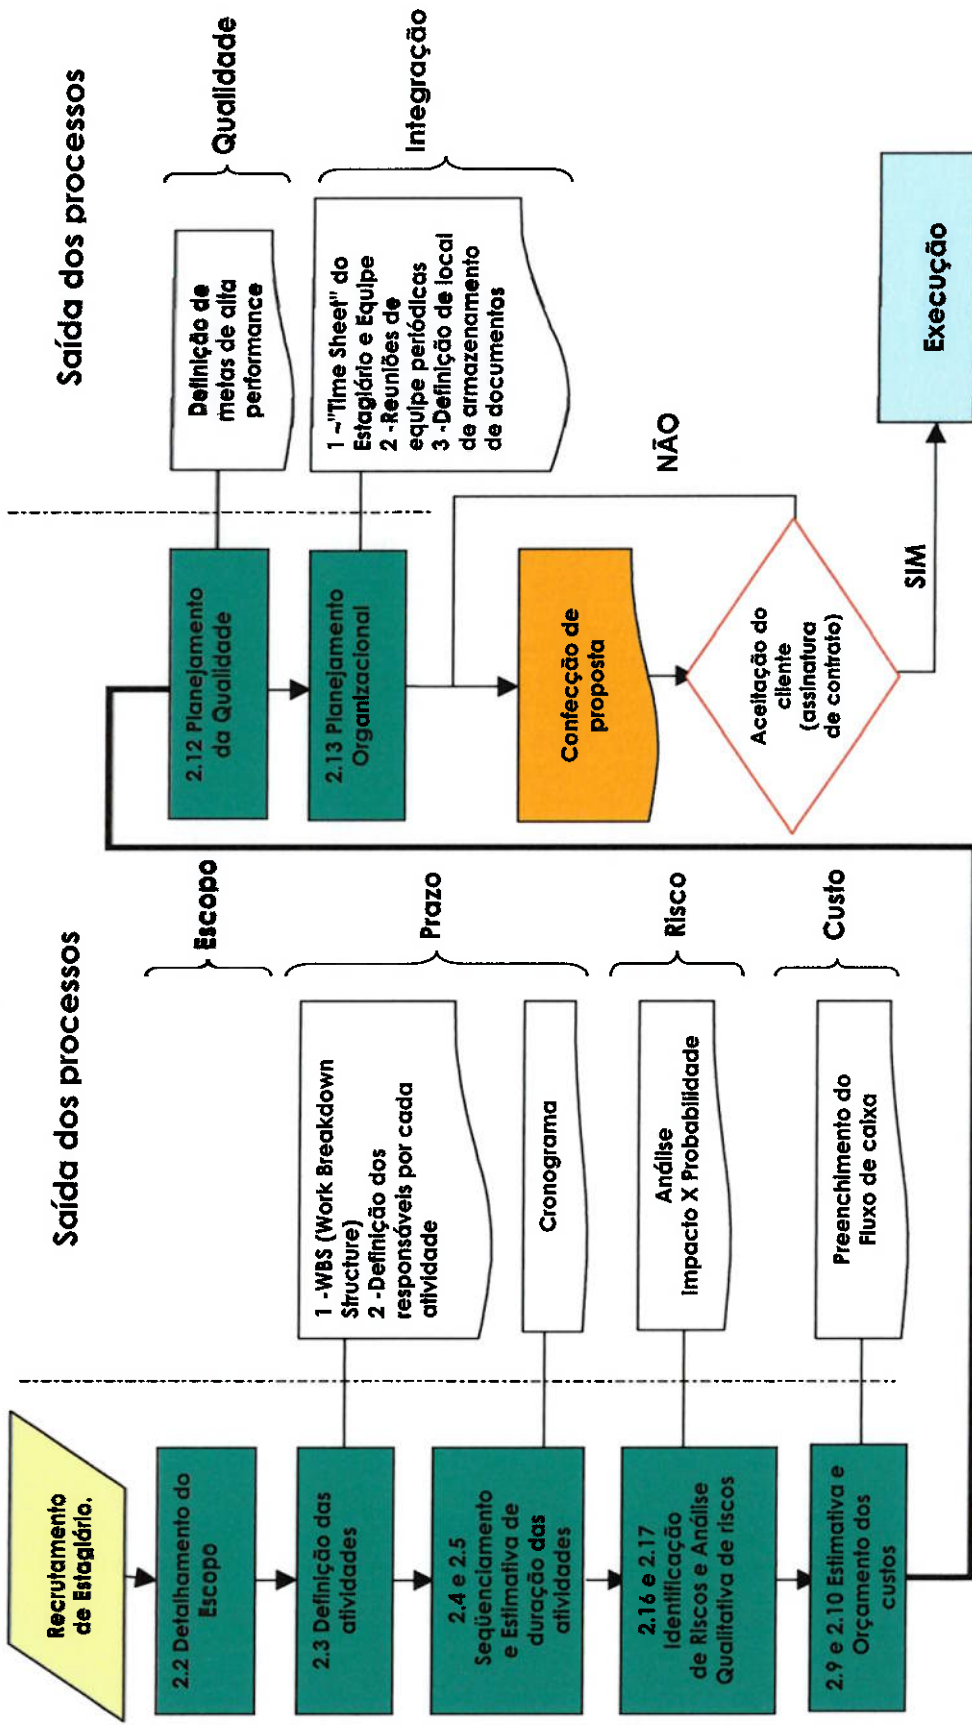 Saída dos processos
Recrutamento
de Estagiário.
2.2 Detalhamento do
Escopo
Escopo
2.3 Definição das
atividades
1 -WBS (Work Breakdown
Structure)
2 -Definição dos
responsáveis por cada
atividade
Prazo
2.4 e 2.5
Seqüenciamento
e Estimativa de
duração das
atividades
Cronograma
2.16 e 2.17
Identificação
de Riscos e Análise
Qualitativa de riscos
Análise
Impacto X Probabilidade
Risco
2.9 e 2.10 Estimativa e
Orçamento dos
custos
Preenchimento do
Fluxo de caixa
Custo
Saída dos processos
2.12 Planejamento
da Qualidade
Definição de
metas de alta
performance
Qualidade
2.13 Planejamento
Organizacional
1 -"Time Sheet" do
Estagiário e Equipe
2 -Reuniões de
equipe periódicas
3 -Definição de local
de armazenamento
de documentos
Integração
Confecção de
proposta
NÃO
Aceitação do
cliente
(assinatura
de contrato)
SIM
Execução